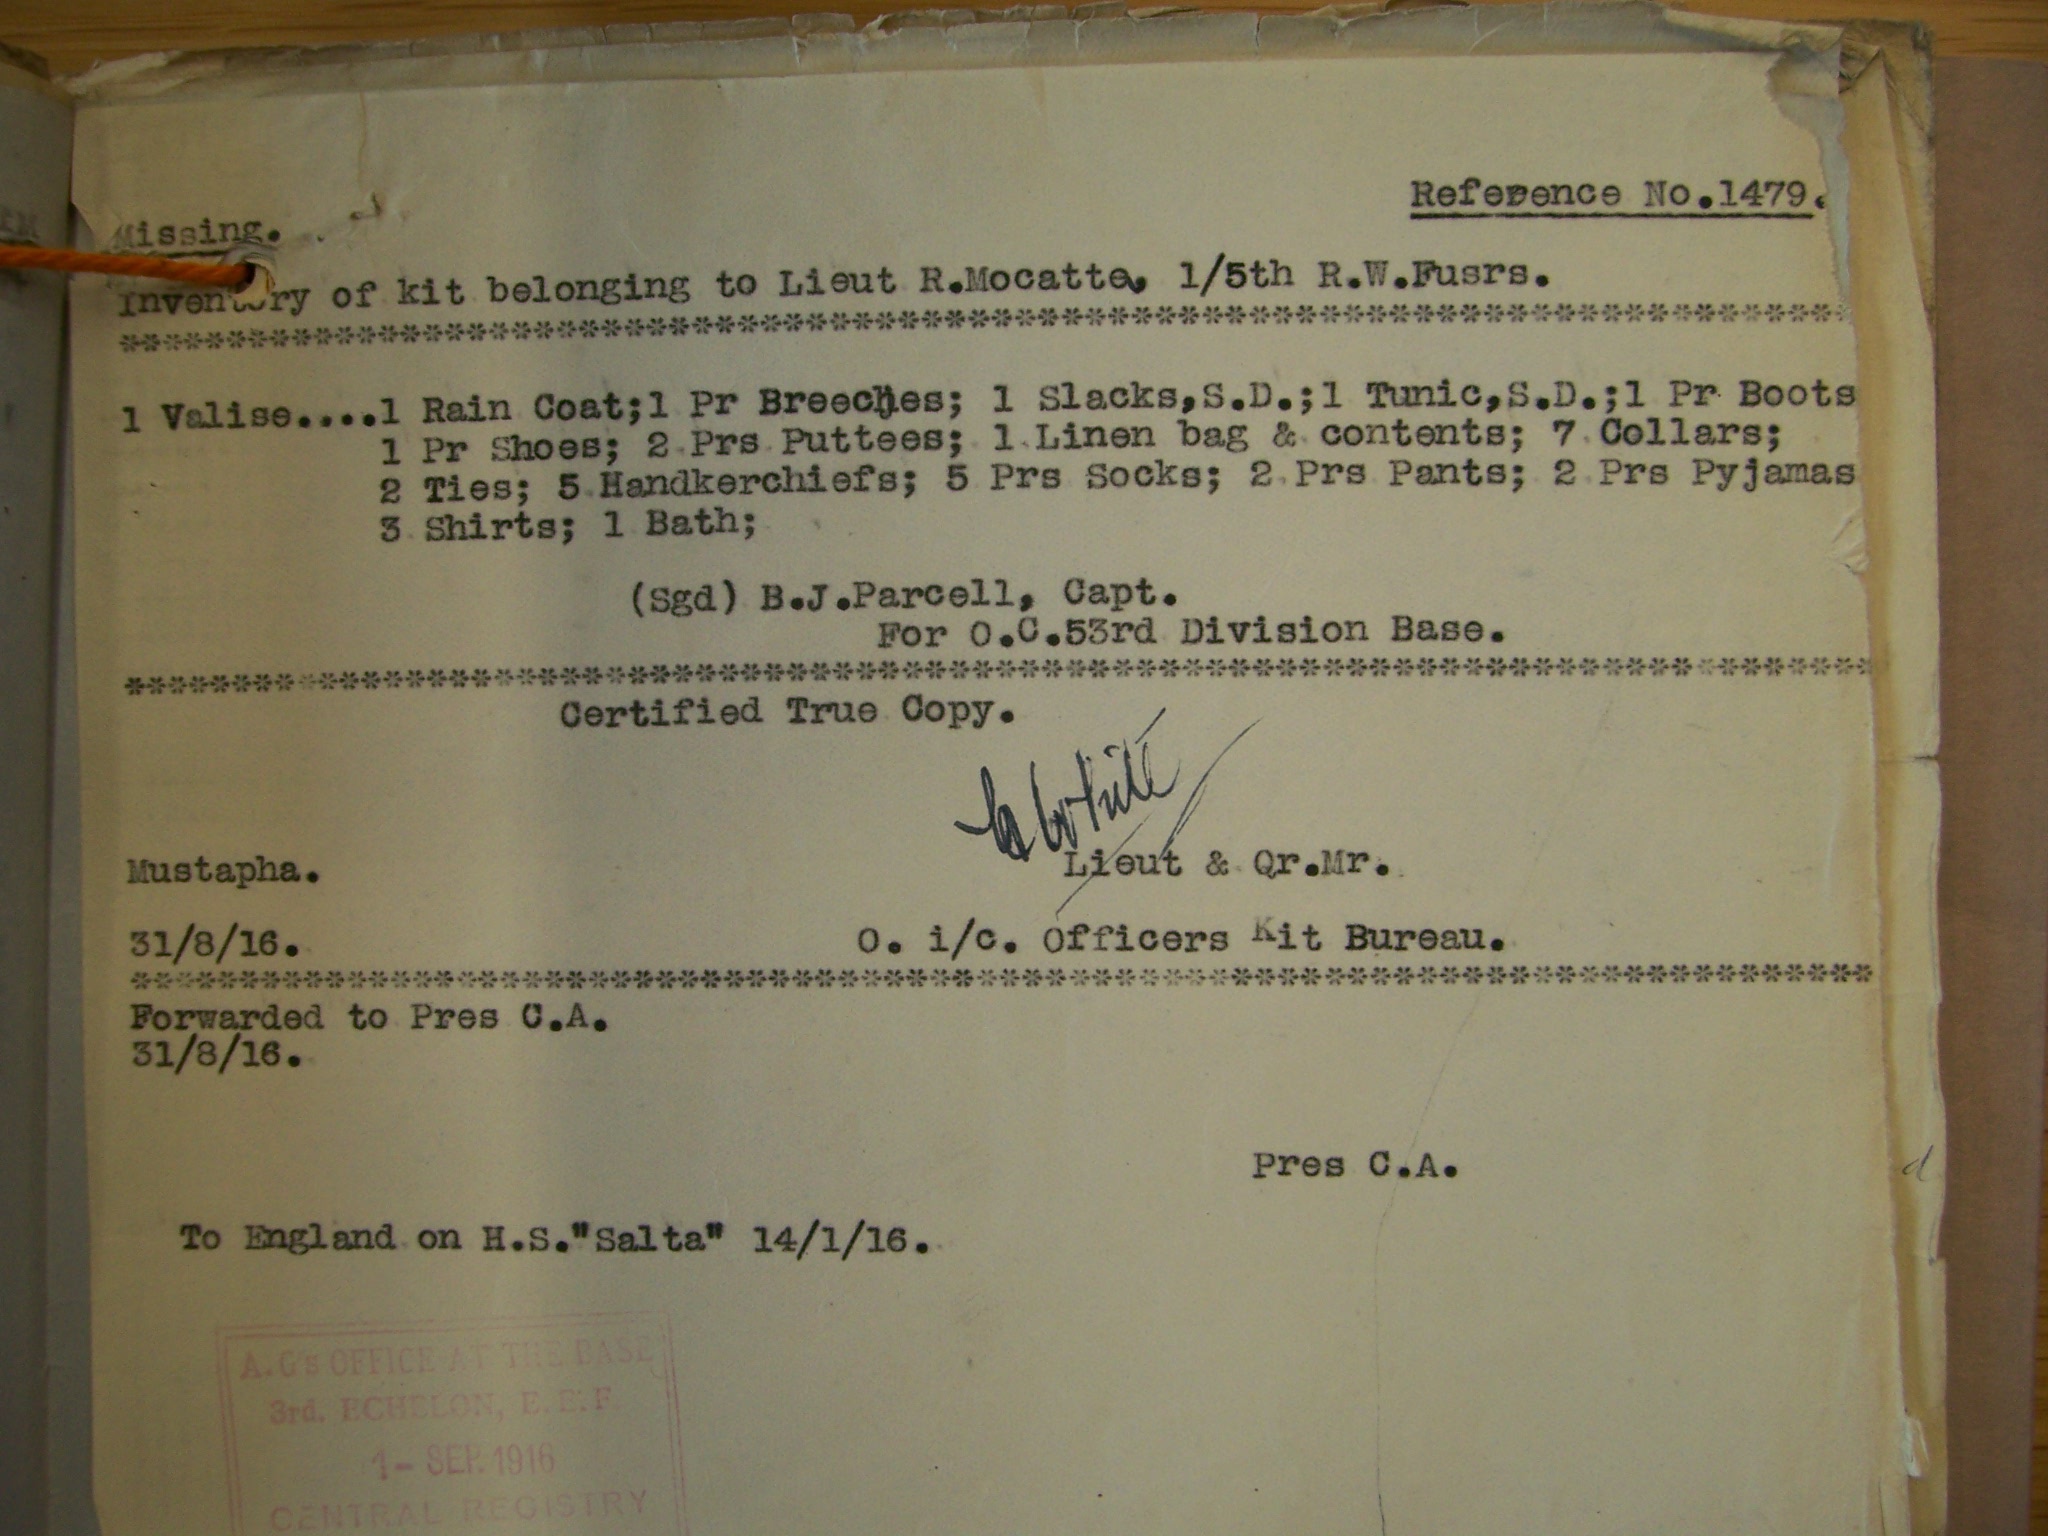 Reference No.1479.
Missing.
Inventory of kit belonging to Lieut R.Mocatte, 1/5th R.W.Fusrs.
********************************************************************************
1 Valise....1 Rain Coat;1 Pr Breeches; 1 Slacks,S.D.;1 Tunic,S.D.;1 Pr Boots
1 Pr Shoes; 2 Prs Puttees; 1 Linen bag & contents; 7 Collars;
2 Ties; 5 Handkerchiefs; 5 Prs Socks; 2 Prs Pants; 2 Prs Pyjamas
3 Shirts; 1 Bath;
(Sgd) B.J.Parcell, Capt.
For O.C.53rd Division Base.
********************************************************************************
Certified True Copy.
White
Lieut & Qr.Mr.
Mustapha.
31/8/16.
O. i/c. Officers Kit Bureau.
********************************************************************************
Forwarded to Pres C.A.
31/8/16.
Pres C.A.
d
To England on H.S."Salta" 14/1/16.
A.G's OFFICE AT THE BASE
3rd. ECHELON, E.E.F.
1- SEP. 1916
CENTRAL REGISTRY